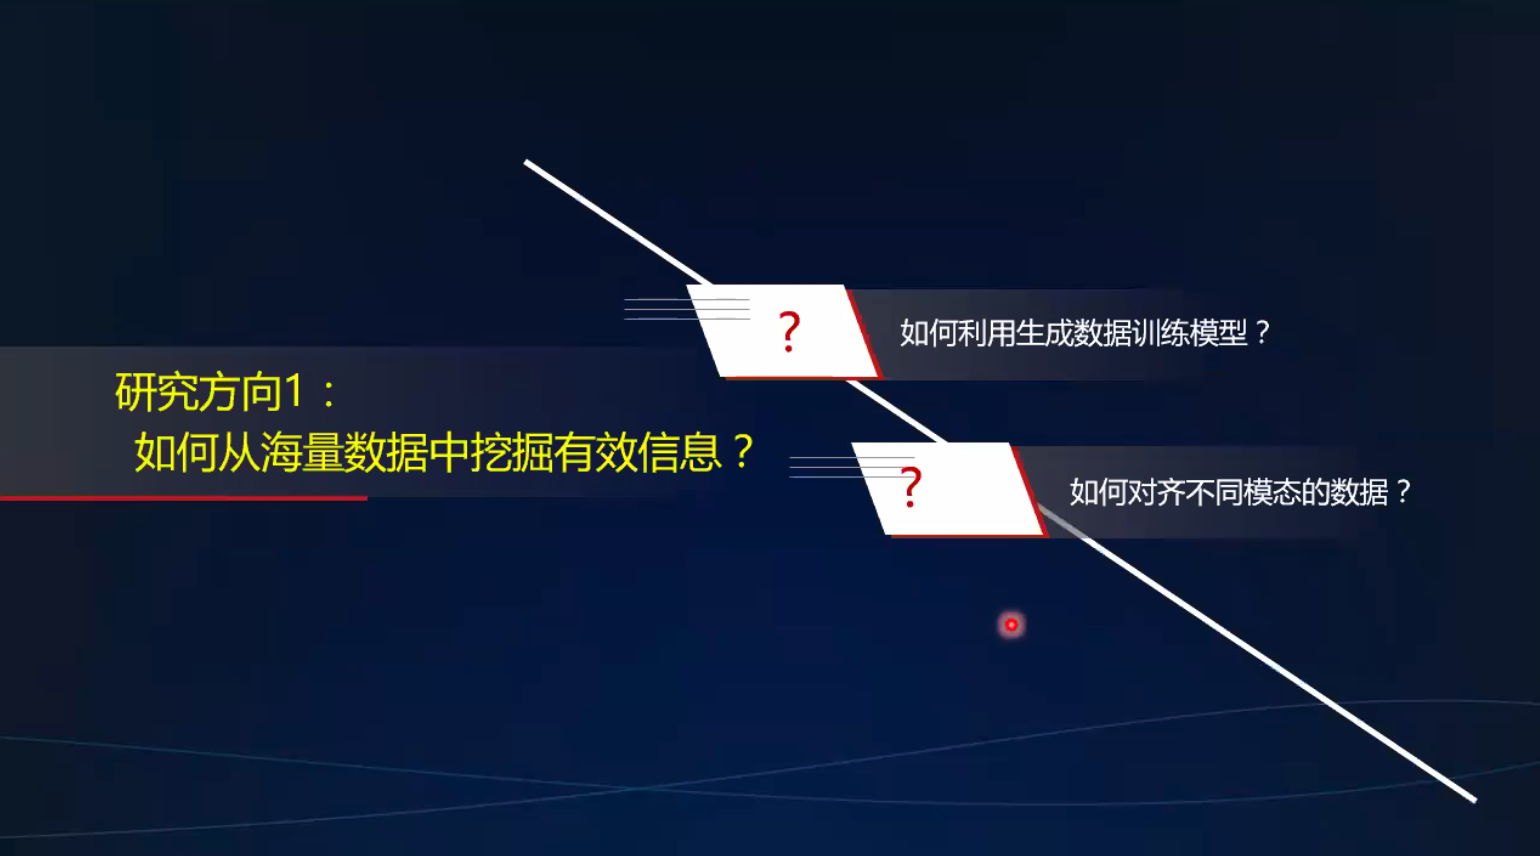 ?
如何利用生成数据训练模型？
研究方向1：
如何从海量数据中挖掘有效信息？
?
如何对齐不同模态的数据？